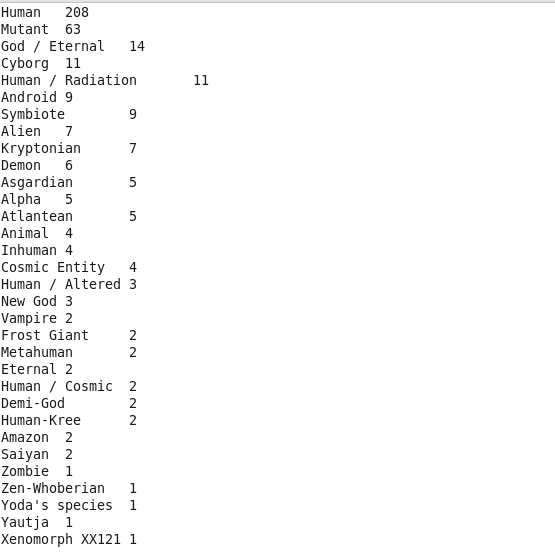 Human	208
Mutant	63
God / Eternal	14
Cyborg	11
Human / Radiation	11
Android	9
Symbiote	9
Alien	7
Kryptonian	7
Demon	6
Asgardian	5
Alpha	5
Atlantean	5
Animal	4
Inhuman	4
Cosmic Entity	4
Human / Altered	3
New God	3
Vampire	2
Frost Giant	2
Metahuman	2
Eternal	2
Human / Cosmic	2
Demi-God	2
Human-Kree	2
Amazon	2
Saiyan	2
Zombie	1
Zen-Whoberian	1
Yoda's species	1
Yautja	1
Xenomorph XX121	1